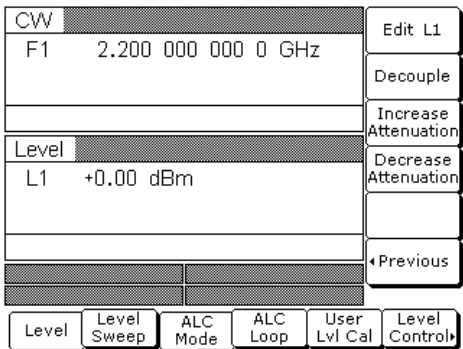 CW
F1 2.200 000 000 0 GHz
Level
L1 +0.00 dBm
Edit L1
Decouple
Increase
Attenuation
Decrease
Attenuation
Previous
Level
Level
Sweep
ALC
Mode
ALC
Loop
User
Lvl Cal
Level
Control